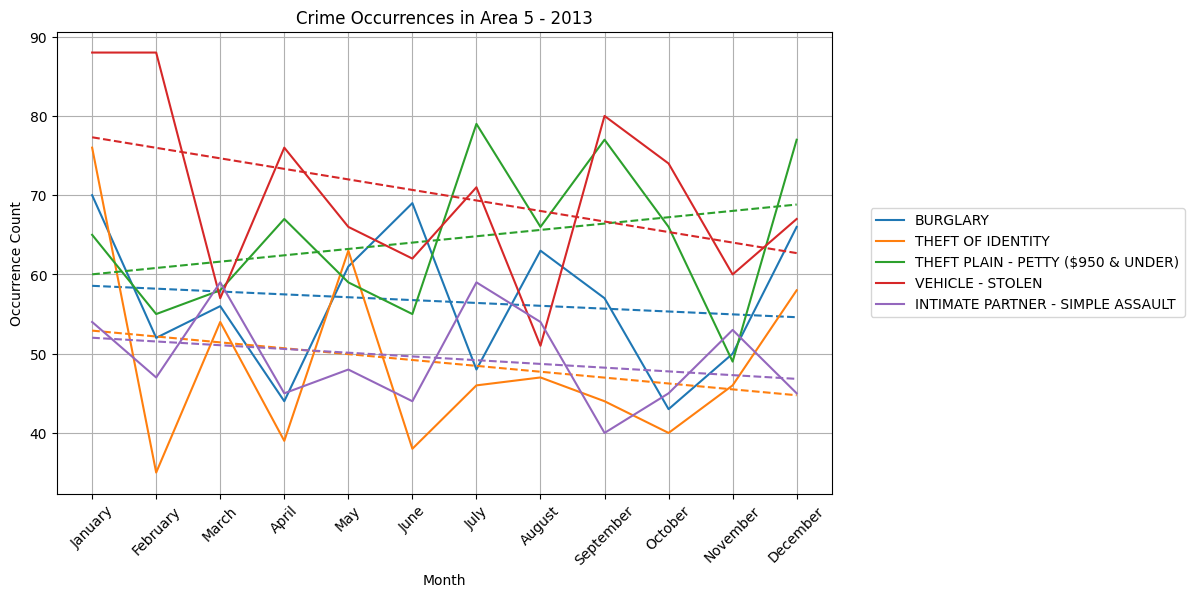 Crime Occurrences in Area 5 - 2013
Occurrence Count
90
80
70
60
50
40
January
February
March
April
May
June
July
August
September
October
November
December
Month
BURGLARY
THEFT OF IDENTITY
THEFT PLAIN - PETTY ($950 & UNDER)
VEHICLE - STOLEN
INTIMATE PARTNER - SIMPLE ASSAULT